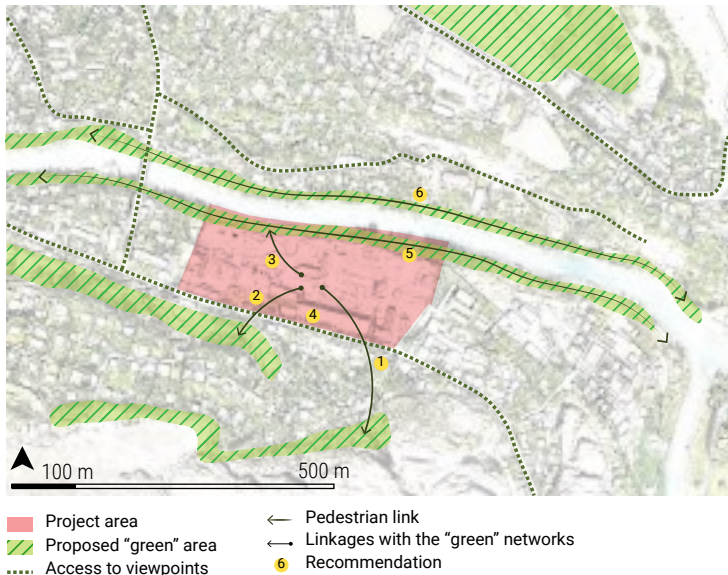 6
5
3
2
4
1
100 m 500 m
Project area
Proposed “green” area
Access to viewpoints
Pedestrian link
Linkages with the “green” networks
6 Recommendation